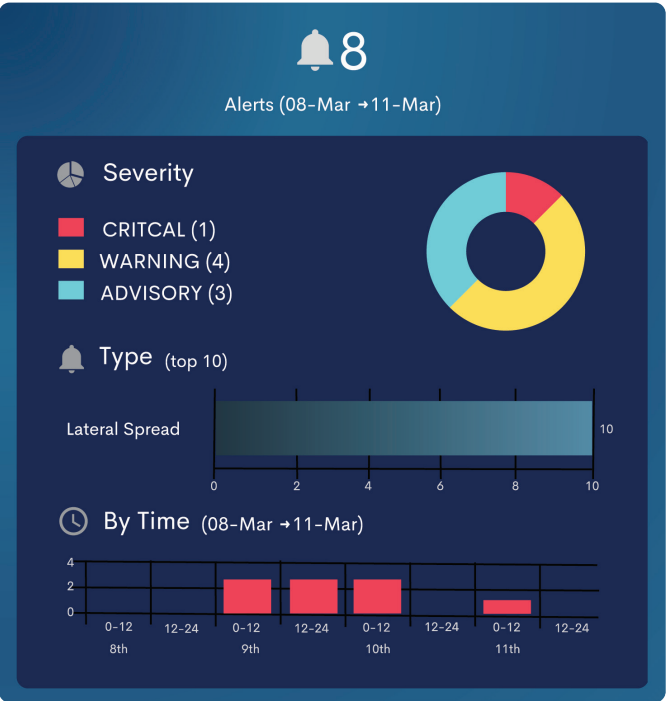 8
Alerts (08-Mar → 11-Mar)
Severity
CRITCAL (1)
WARNING (4)
ADVISORY (3)
Type (top 10)
Lateral Spread
10
0 2 4 6 8 10
By Time (08-Mar → 11-Mar)
4
2
0
0-12 12-24 0-12 12-24 0-12 12-24 0-12 12-24
8th 9th 10th 11th